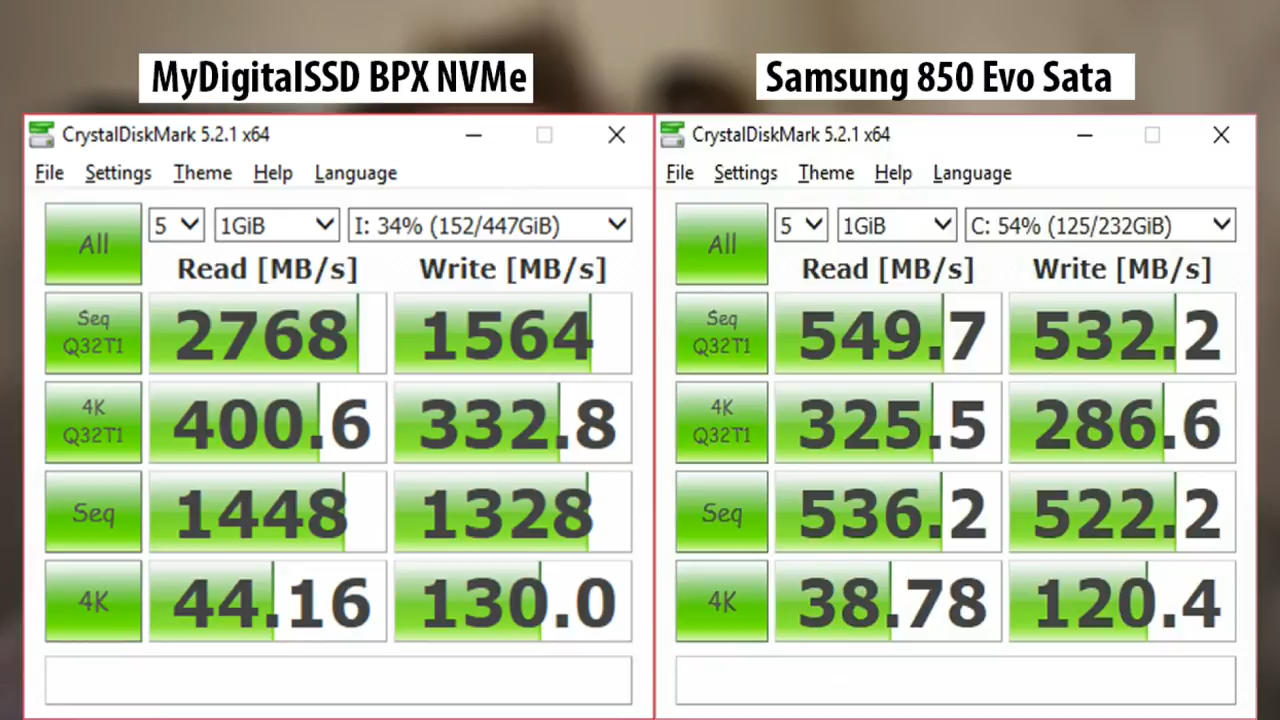 MyDigitalSSD BPX NVMe
CrystalDiskMark 5.2.1 x64
File Settings Theme Help Language
All 5 1GiB I: 34% (152/447GiB)
Read [MB/s] Write [MB/s]
Seq Q32T1 2768 1564
4K Q32T1 400.6 332.8
Seq 1448 1328
4K 44.16 130.0
Samsung 850 Evo Sata
CrystalDiskMark 5.2.1 x64
File Settings Theme Help Language
All 5 1GiB C: 54% (125/232GiB)
Read [MB/s] Write [MB/s]
Seq Q32T1 549.7 532.2
4K Q32T1 325.5 286.6
Seq 536.2 522.2
4K 38.78 120.4